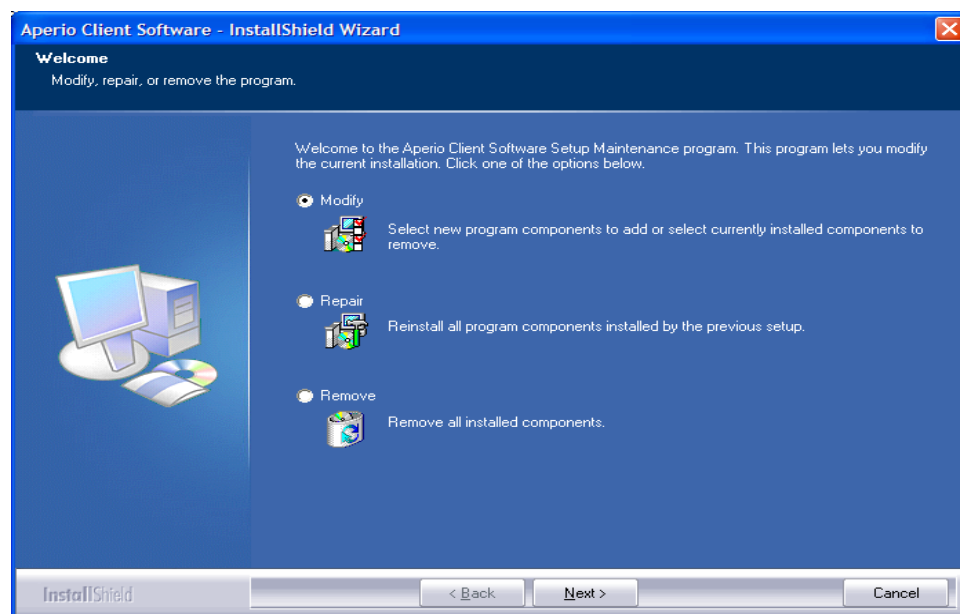 Aperio Client Software - InstallShield Wizard
Welcome
Modify, repair, or remove the program.
Welcome to the Aperio Client Software Setup Maintenance program. This program lets you modify
the current installation. Click one of the options below.
Modify
Select new program components to add or select currently installed components to
remove.
Repair
Reinstall all program components installed by the previous setup.
Remove
Remove all installed components.
InstallShield
< Back
Next >
Cancel